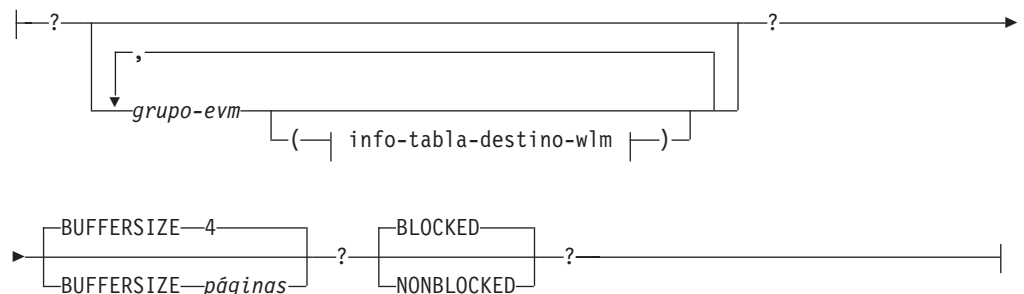 ? ?
,
grupo-evm
( info-tabla-destino-wlm )
BUFFERSIZE 4 BLOCKED
? ?
BUFFERSIZE páginas NONBLOCKED